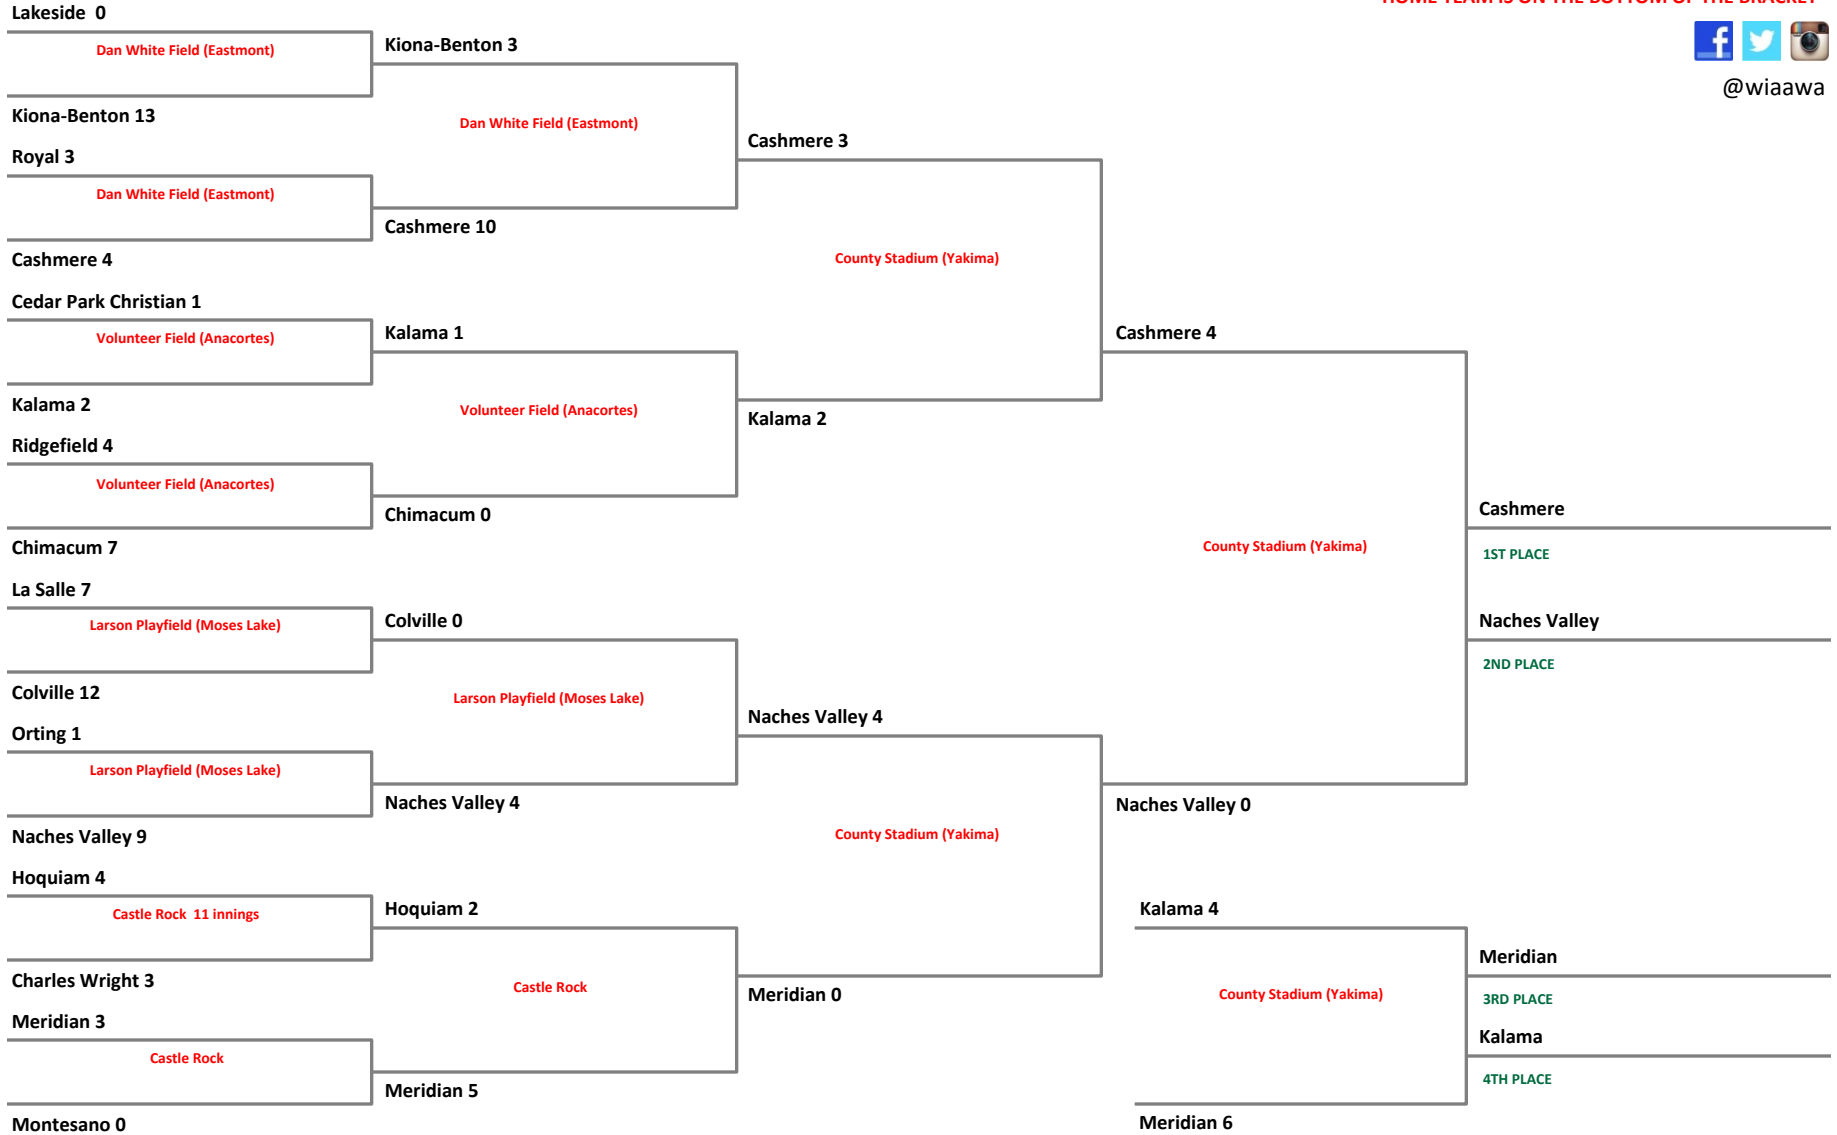 HOME TEAM IS ON THE BOTTOM OF THE BRACKET
@wiaawa
Lakeside 0
Dan White Field (Eastmont)
Kiona-Benton 13
Royal 3
Dan White Field (Eastmont)
Cashmere 4
Cedar Park Christian 1
Volunteer Field (Anacortes)
Kalama 2
Ridgefield 4
Volunteer Field (Anacortes)
Chimacum 7
La Salle 7
Larson Playfield (Moses Lake)
Colville 12
Orting 1
Larson Playfield (Moses Lake)
Naches Valley 9
Hoquiam 4
Castle Rock 11 innings
Charles Wright 3
Meridian 3
Castle Rock
Montesano 0
Kiona-Benton 3
Dan White Field (Eastmont)
Cashmere 10
Kalama 1
Volunteer Field (Anacortes)
Chimacum 0
Colville 0
Larson Playfield (Moses Lake)
Naches Valley 4
Hoquiam 2
Castle Rock
Meridian 5
Cashmere 3
County Stadium (Yakima)
Kalama 2
Naches Valley 4
County Stadium (Yakima)
Meridian 0
Cashmere 4
County Stadium (Yakima)
Naches Valley 0
Kalama 4
County Stadium (Yakima)
Meridian 6
Cashmere
1ST PLACE
Naches Valley
2ND PLACE
Meridian
3RD PLACE
Kalama
4TH PLACE